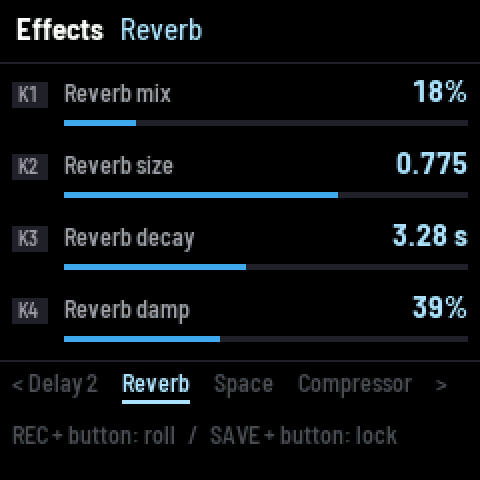 Effects Reverb
K1 Reverb mix 18%
K2 Reverb size 0.775
K3 Reverb decay 3.28 s
K4 Reverb damp 39%
< Delay 2 Reverb Space Compressor >
REC + button: roll / SAVE + button: lock